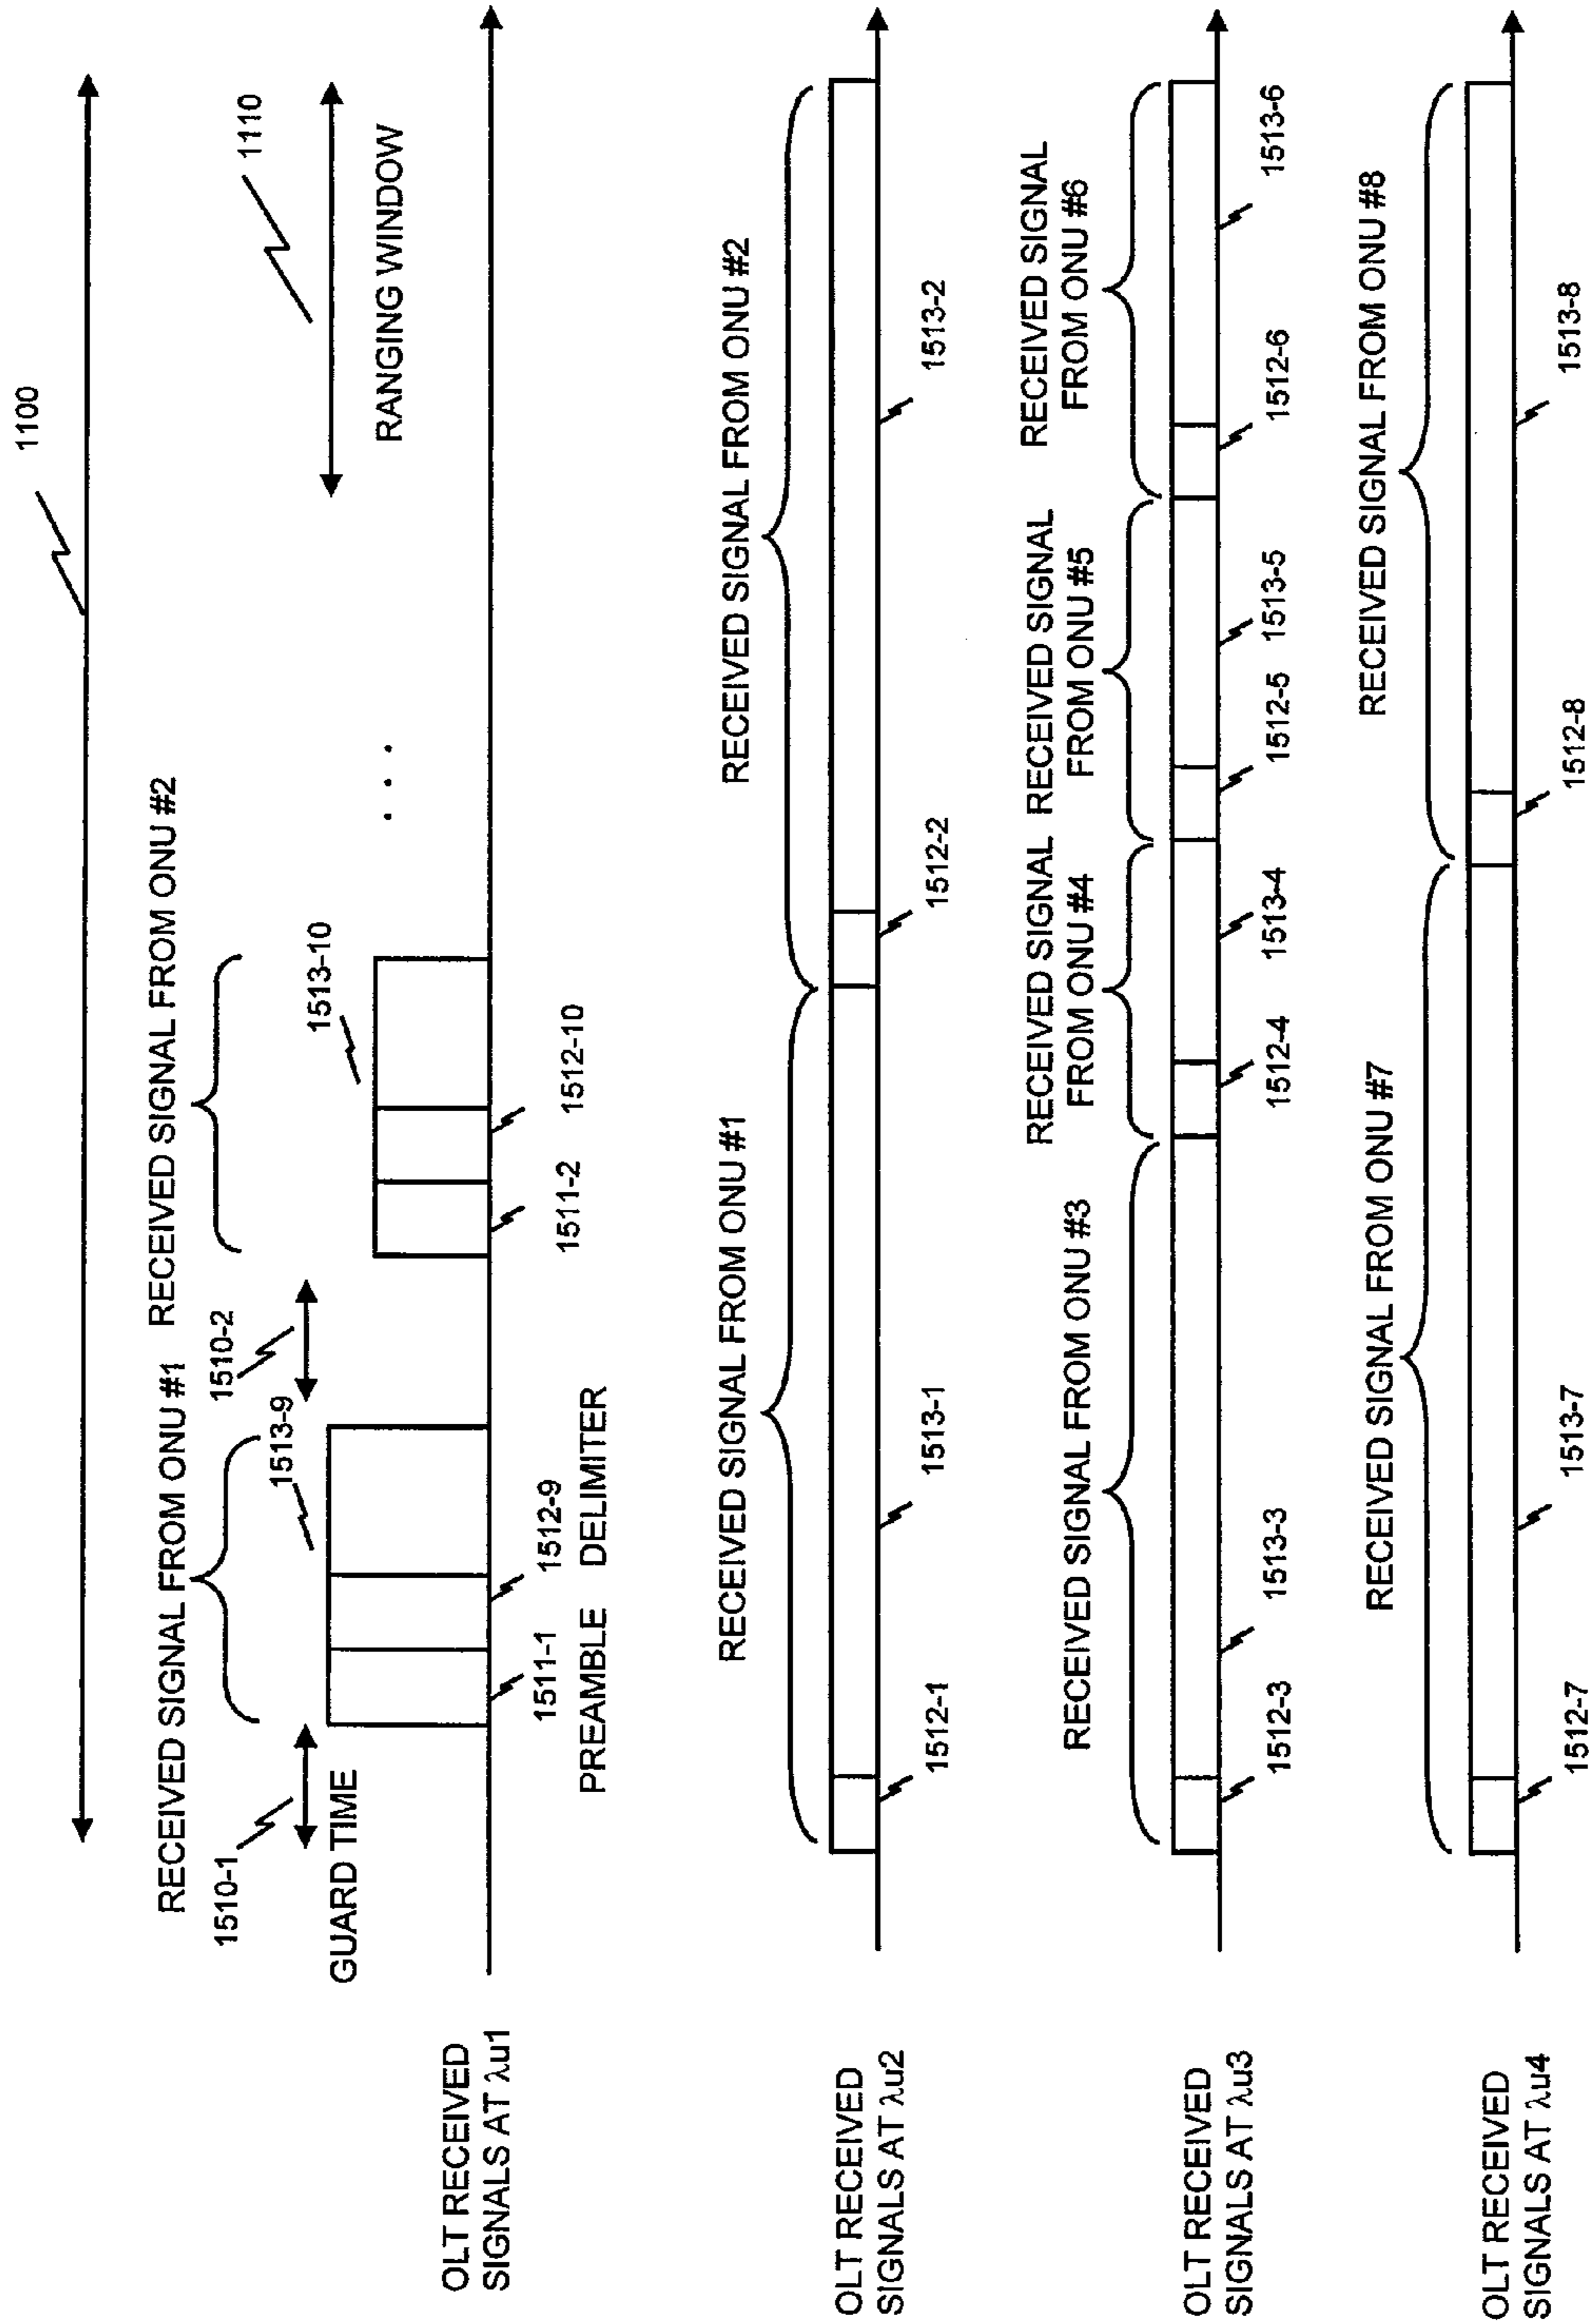 1100
1110
RANGING WINDOW
RECEIVED SIGNAL FROM ONU #1
RECEIVED SIGNAL FROM ONU #2
1510-1
GUARD TIME
1513-9
1510-2
1513-10
. . .
1511-1
1512-9
1511-2
1512-10
PREAMBLE
DELIMITER
OLT RECEIVED
SIGNALS AT λu1
RECEIVED SIGNAL FROM ONU #1
RECEIVED SIGNAL FROM ONU #2
1512-1
1513-1
1512-2
1513-2
OLT RECEIVED
SIGNALS AT λu2
RECEIVED SIGNAL FROM ONU #3
RECEIVED SIGNAL
FROM ONU #4
RECEIVED SIGNAL
FROM ONU #5
RECEIVED SIGNAL
FROM ONU #6
1512-3
1513-3
1512-4
1513-4
1512-5
1513-5
1512-6
1513-6
OLT RECEIVED
SIGNALS AT λu3
RECEIVED SIGNAL FROM ONU #7
RECEIVED SIGNAL FROM ONU #8
1512-7
1513-7
1512-8
1513-8
OLT RECEIVED
SIGNALS AT λu4